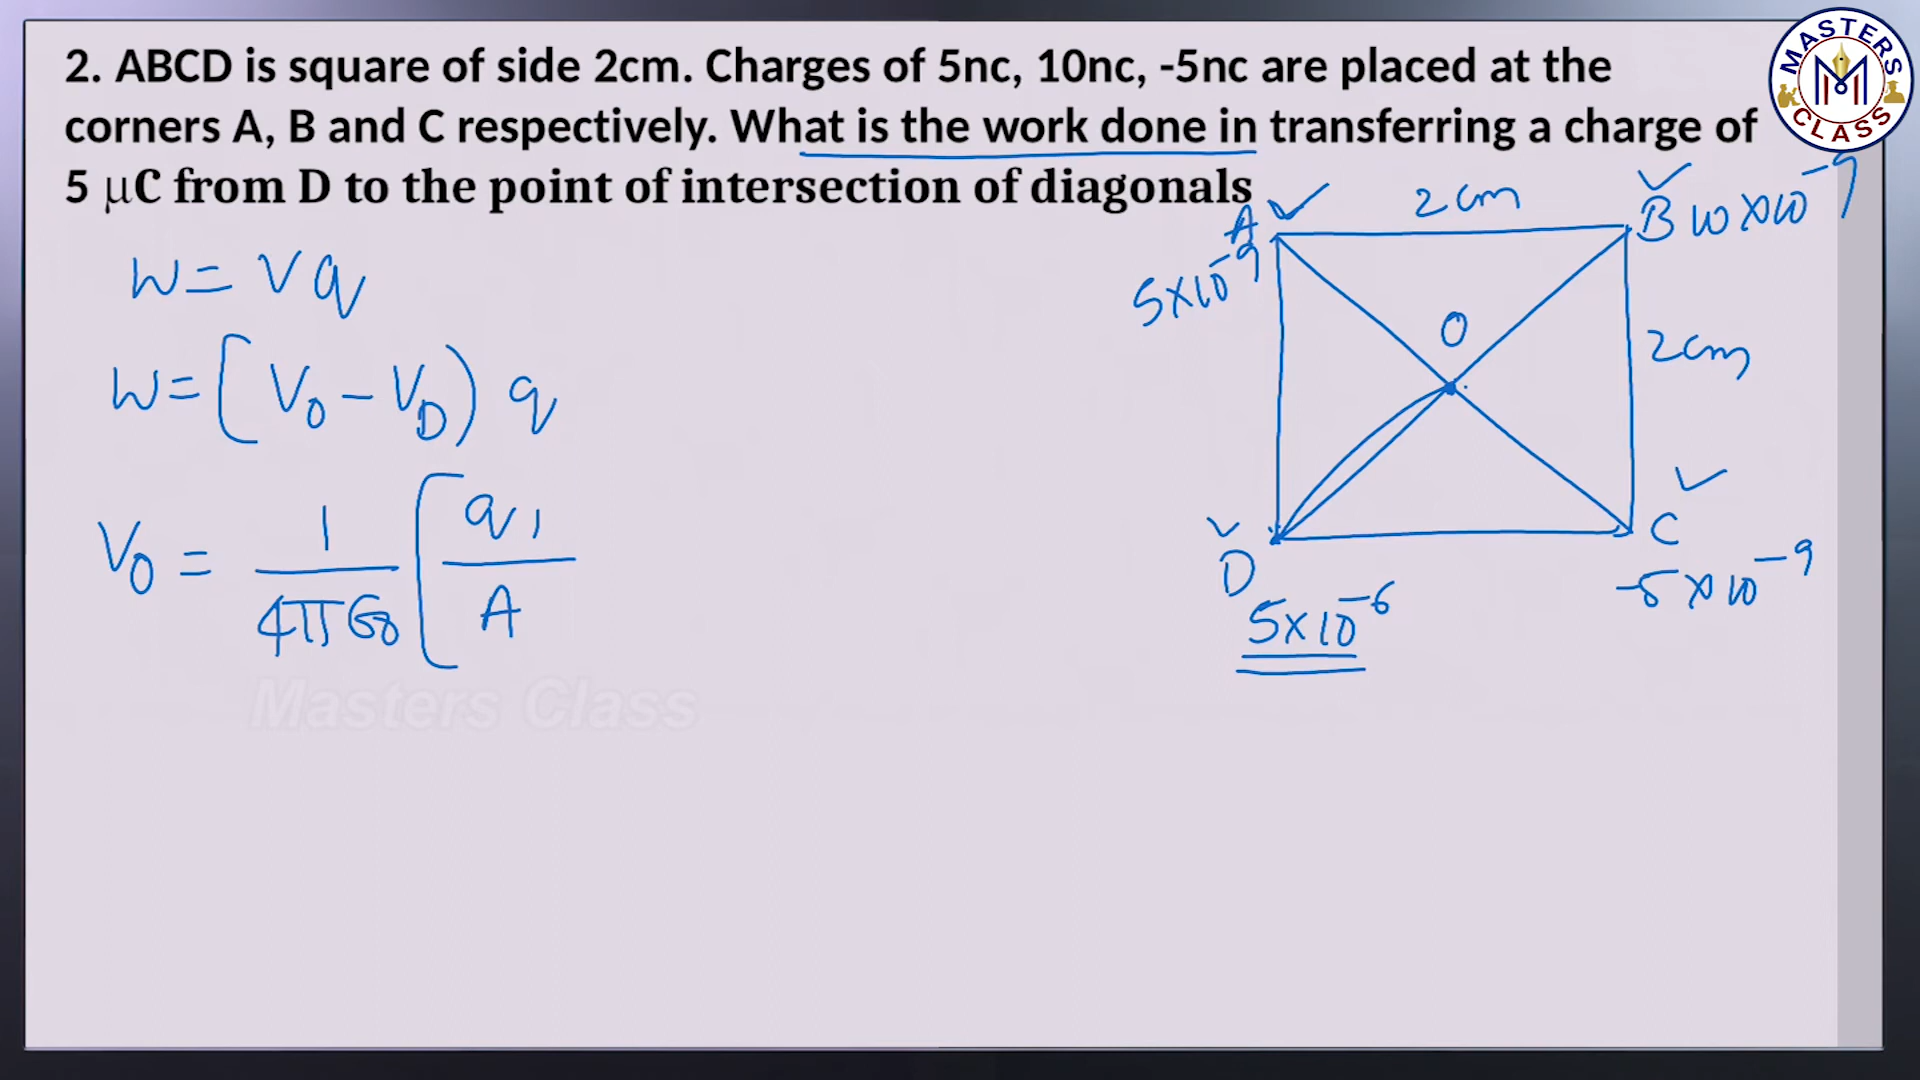 2. ABCD is square of side 2cm. Charges of 5nc, 10nc, -5nc are placed at the
corners A, B and C respectively. What is the work done in transferring a charge of
5 μC from D to the point of intersection of diagonals
MASTERS
CLASS
A
2cm
B 10×10⁻⁹
5×10⁻⁹
W = Vq
O
2cm
W = [V₀ - V_D) q
V₀ = 1/4π∈₀ [q₁/A
C
-5×10⁻⁹
D
5×10⁻⁶
Masters Class